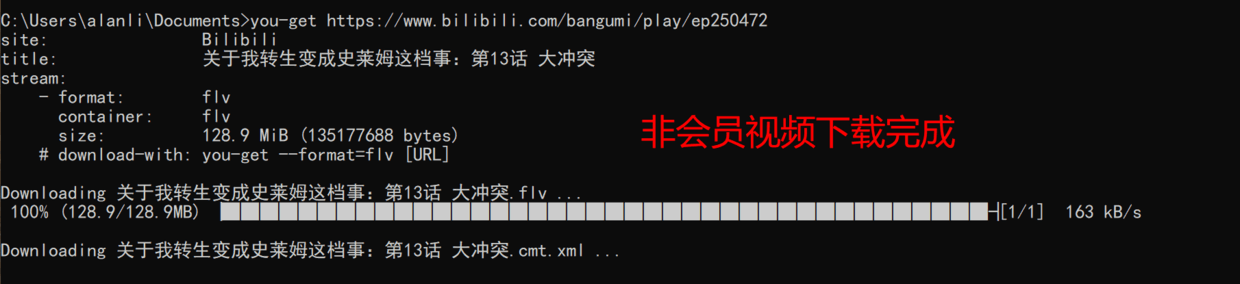 C:\Users\alanli\Documents>you-get https://www.bilibili.com/bangumi/play/ep250472
site: Bilibili
title: 关于我转生变成史莱姆这档事：第13话 大冲突
stream:
- format: flv
container: flv
size: 128.9 MiB (135177688 bytes)
# download-with: you-get --format=flv [URL]
非会员视频下载完成
Downloading 关于我转生变成史莱姆这档事：第13话 大冲突.flv ...
100% (128.9/128.9MB) [1/1] 163 kB/s
Downloading 关于我转生变成史莱姆这档事：第13话 大冲突.cmt.xml ...